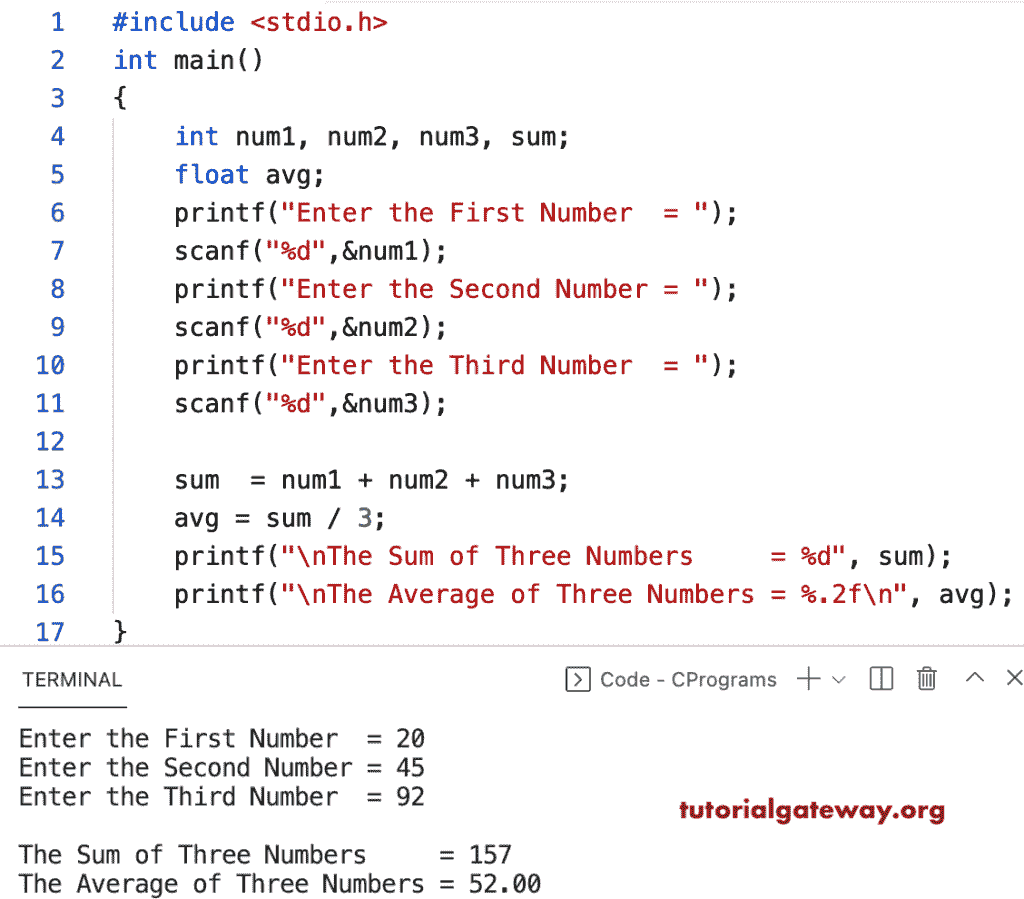 1 #include <stdio.h>
2 int main()
3 {
4     int num1, num2, num3, sum;
5     float avg;
6     printf("Enter the First Number  = ");
7     scanf("%d",&num1);
8     printf("Enter the Second Number = ");
9     scanf("%d",&num2);
10     printf("Enter the Third Number  = ");
11     scanf("%d",&num3);
12
13     sum  = num1 + num2 + num3;
14     avg = sum / 3;
15     printf("\nThe Sum of Three Numbers     = %d", sum);
16     printf("\nThe Average of Three Numbers = %.2f\n", avg);
17 }
TERMINAL Code - CPrograms
Enter the First Number  = 20
Enter the Second Number = 45
Enter the Third Number  = 92
tutorialgateway.org
The Sum of Three Numbers     = 157
The Average of Three Numbers = 52.00